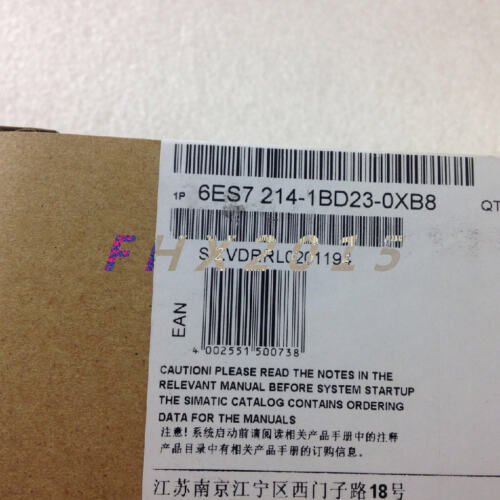 1P 6ES7 214-1BD23-0XB8 QT
FHX2015
EAN
4 002551 500738
CAUTION! PLEASE READ THE NOTES IN THE
RELEVANT MANUAL BEFORE SYSTEM STARTUP
THE SIMATIC CATALOG CONTAINS ORDERING
DATA FOR THE MANUALS
注意!系统启动前请阅读相关产品手册中的注释
产品目录中有相关产品手册的订购信息。
江苏南京江宁区西门子路18号